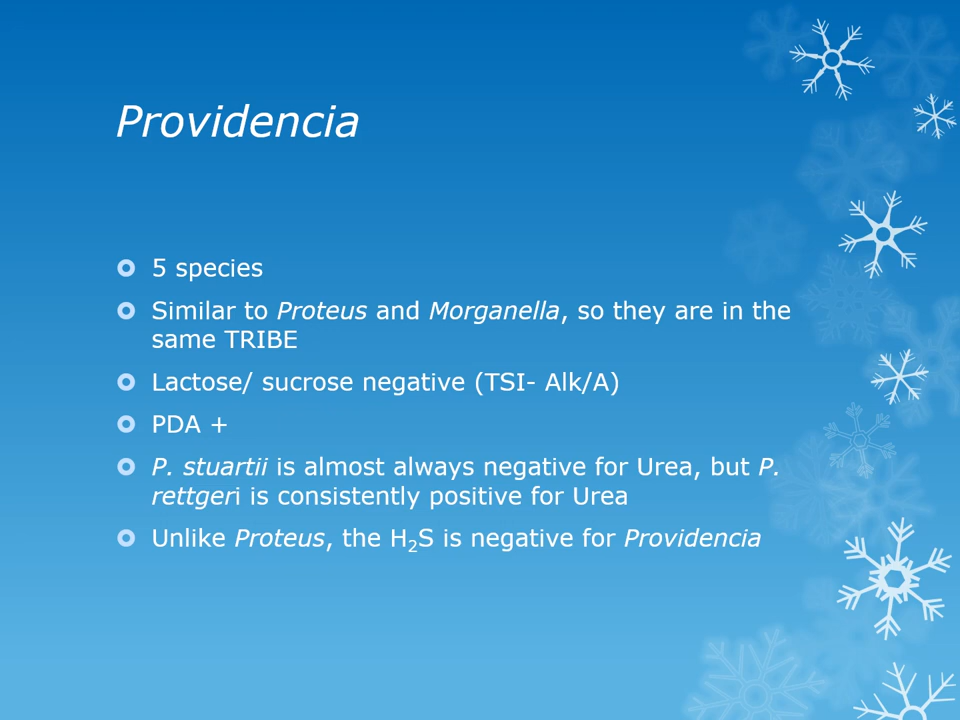 Providencia
5 species
Similar to Proteus and Morganella, so they are in the
same TRIBE
Lactose/ sucrose negative (TSI- Alk/A)
PDA +
P. stuartii is almost always negative for Urea, but P.
rettgeri is consistently positive for Urea
Unlike Proteus, the H₂S is negative for Providencia